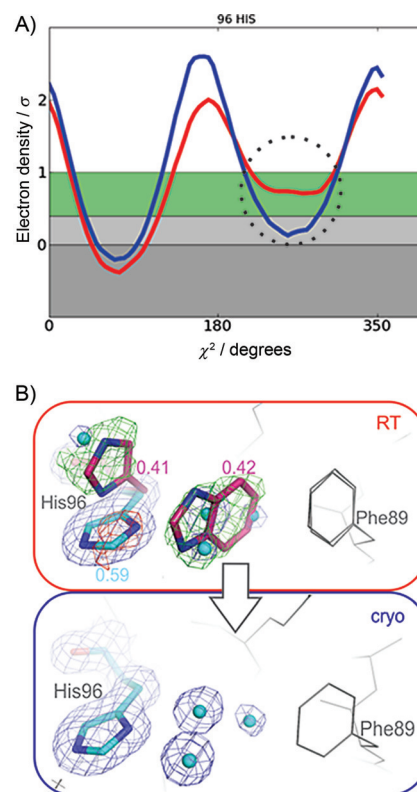 A)
96 HIS
Electron density / σ
2
1
0
0
180
350
χ² / degrees
B)
RT
0.41
0.42
His96
Phe89
0.59
cryo
His96
Phe89